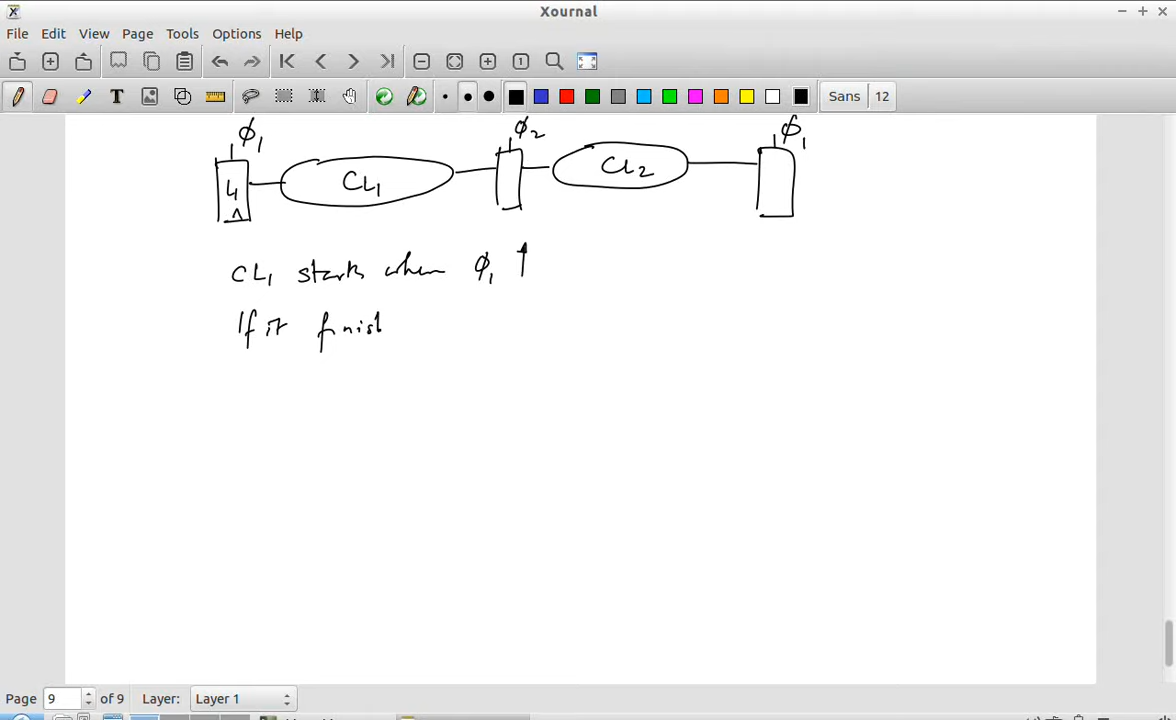 Xournal
File Edit View Page Tools Options Help
Sans 12
ϕ1 ϕ2 ϕ1
CL1 CL2
CL1 starts when ϕ1 ↑
If it finish
Page 9 of 9 Layer: Layer 1